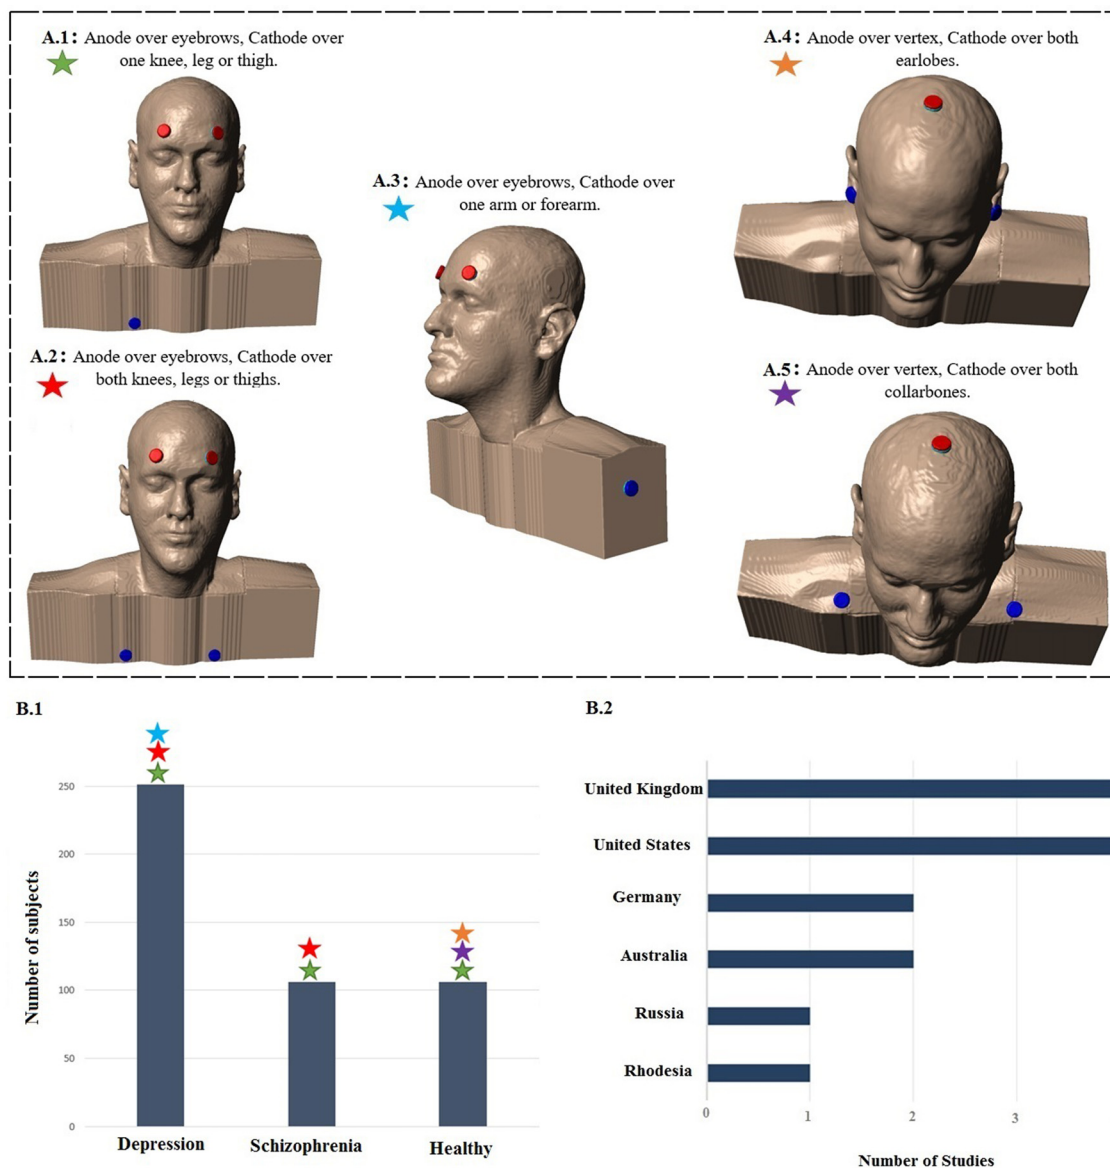 A.1: Anode over eyebrows, Cathode over
one knee, leg or thigh.
A.2: Anode over eyebrows, Cathode over
both knees, legs or thighs.
A.3: Anode over eyebrows, Cathode over
one arm or forearm.
A.4: Anode over vertex, Cathode over both
earlobes.
A.5: Anode over vertex, Cathode over both
collarbones.
B.1
Number of subjects
250
200
150
100
50
0
Depression
Schizophrenia
Healthy
B.2
United Kingdom
United States
Germany
Australia
Russia
Rhodesia
0
1
2
3
Number of Studies